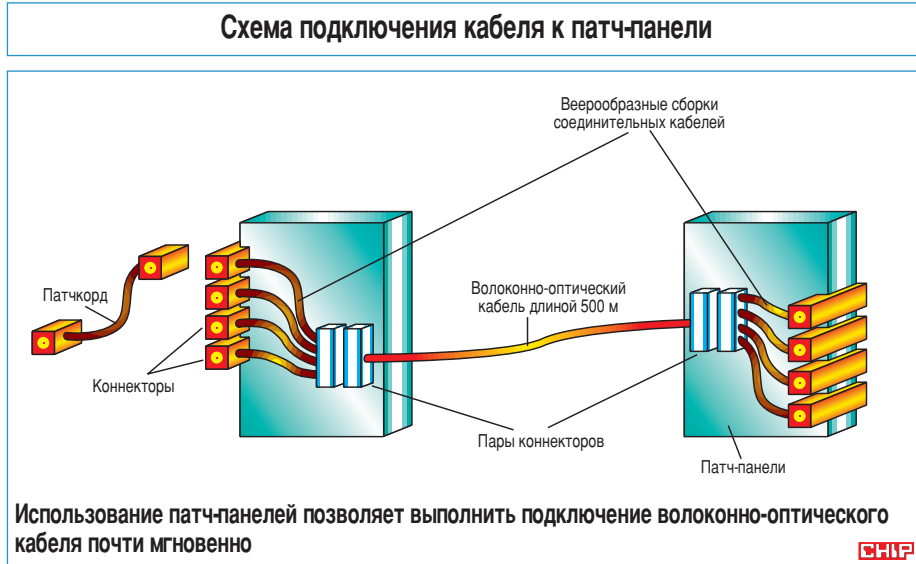 Схема подключения кабеля к патч-панели
Веерообразные сборки
соединительных кабелей
Патчкорд
Волоконно-оптический
кабель длиной 500 м
Коннекторы
Пары коннекторов
Патч-панели
Использование патч-панелей позволяет выполнить подключение волоконно-оптического
кабеля почти мгновенно
CHIP